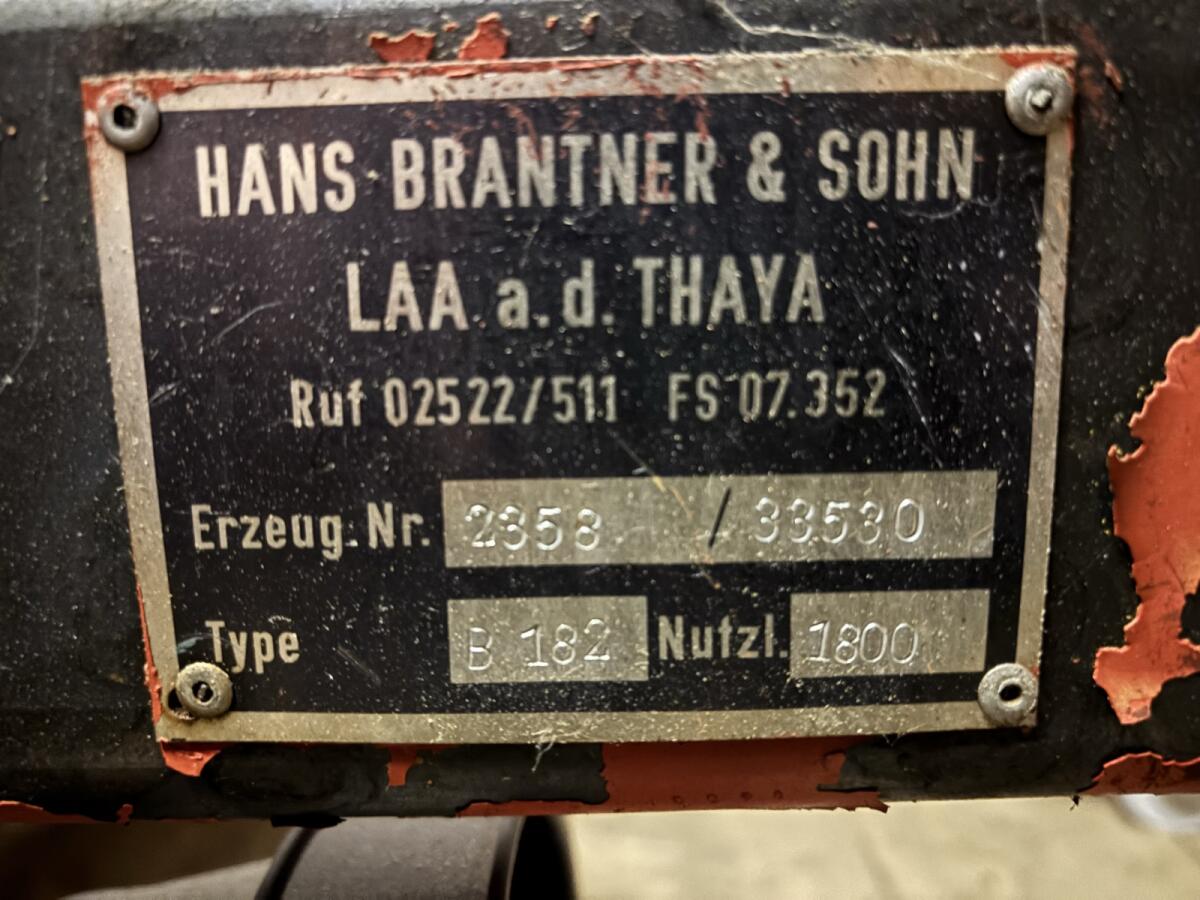 HANS BRANTNER & SOHN
LAA a.d. THAYA
Ruf 02522/511 FS 07.352
Erzeug.Nr. 2358 / 33530
Type B 182 Nutzl. 1800